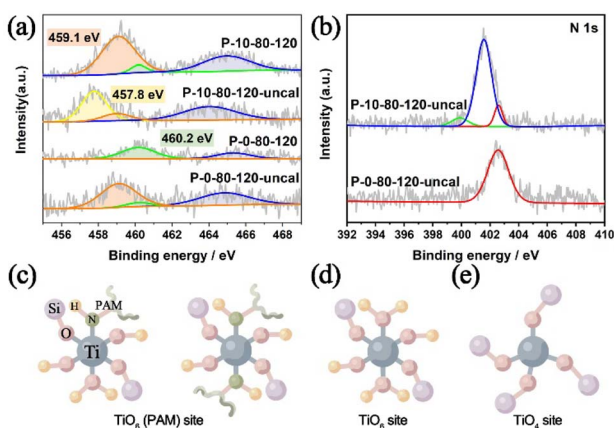 (a)
459.1 eV
P-10-80-120
457.8 eV
P-10-80-120-uncal
460.2 eV
P-0-80-120
P-0-80-120-uncal
Intensity(a.u.)
456 458 460 462 464 466 468
Binding energy / eV
(b)
N 1s
P-10-80-120-uncal
P-0-80-120-uncal
Intensity(a.u.)
392 394 396 398 400 402 404 406 408 410
Binding energy / eV
(c)
Si H PAM
N
O
Ti
TiO₆ (PAM) site
(d)
TiO₆ site
(e)
TiO₄ site